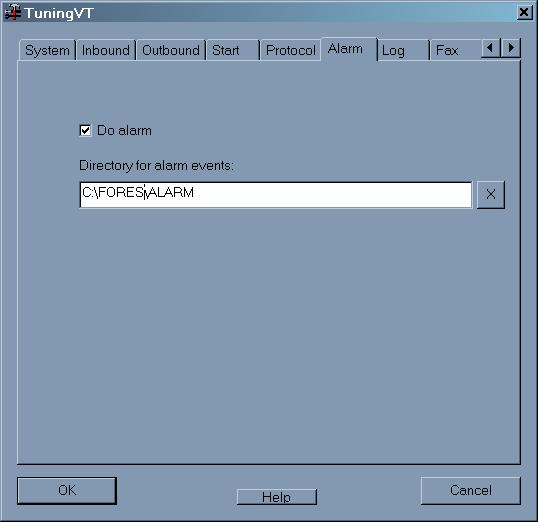 TuningVT
System Inbound Outbound Start Protocol Alarm Log Fax
Do alarm
Directory for alarm events:
C:\FORES\ALARM
X
OK Help Cancel